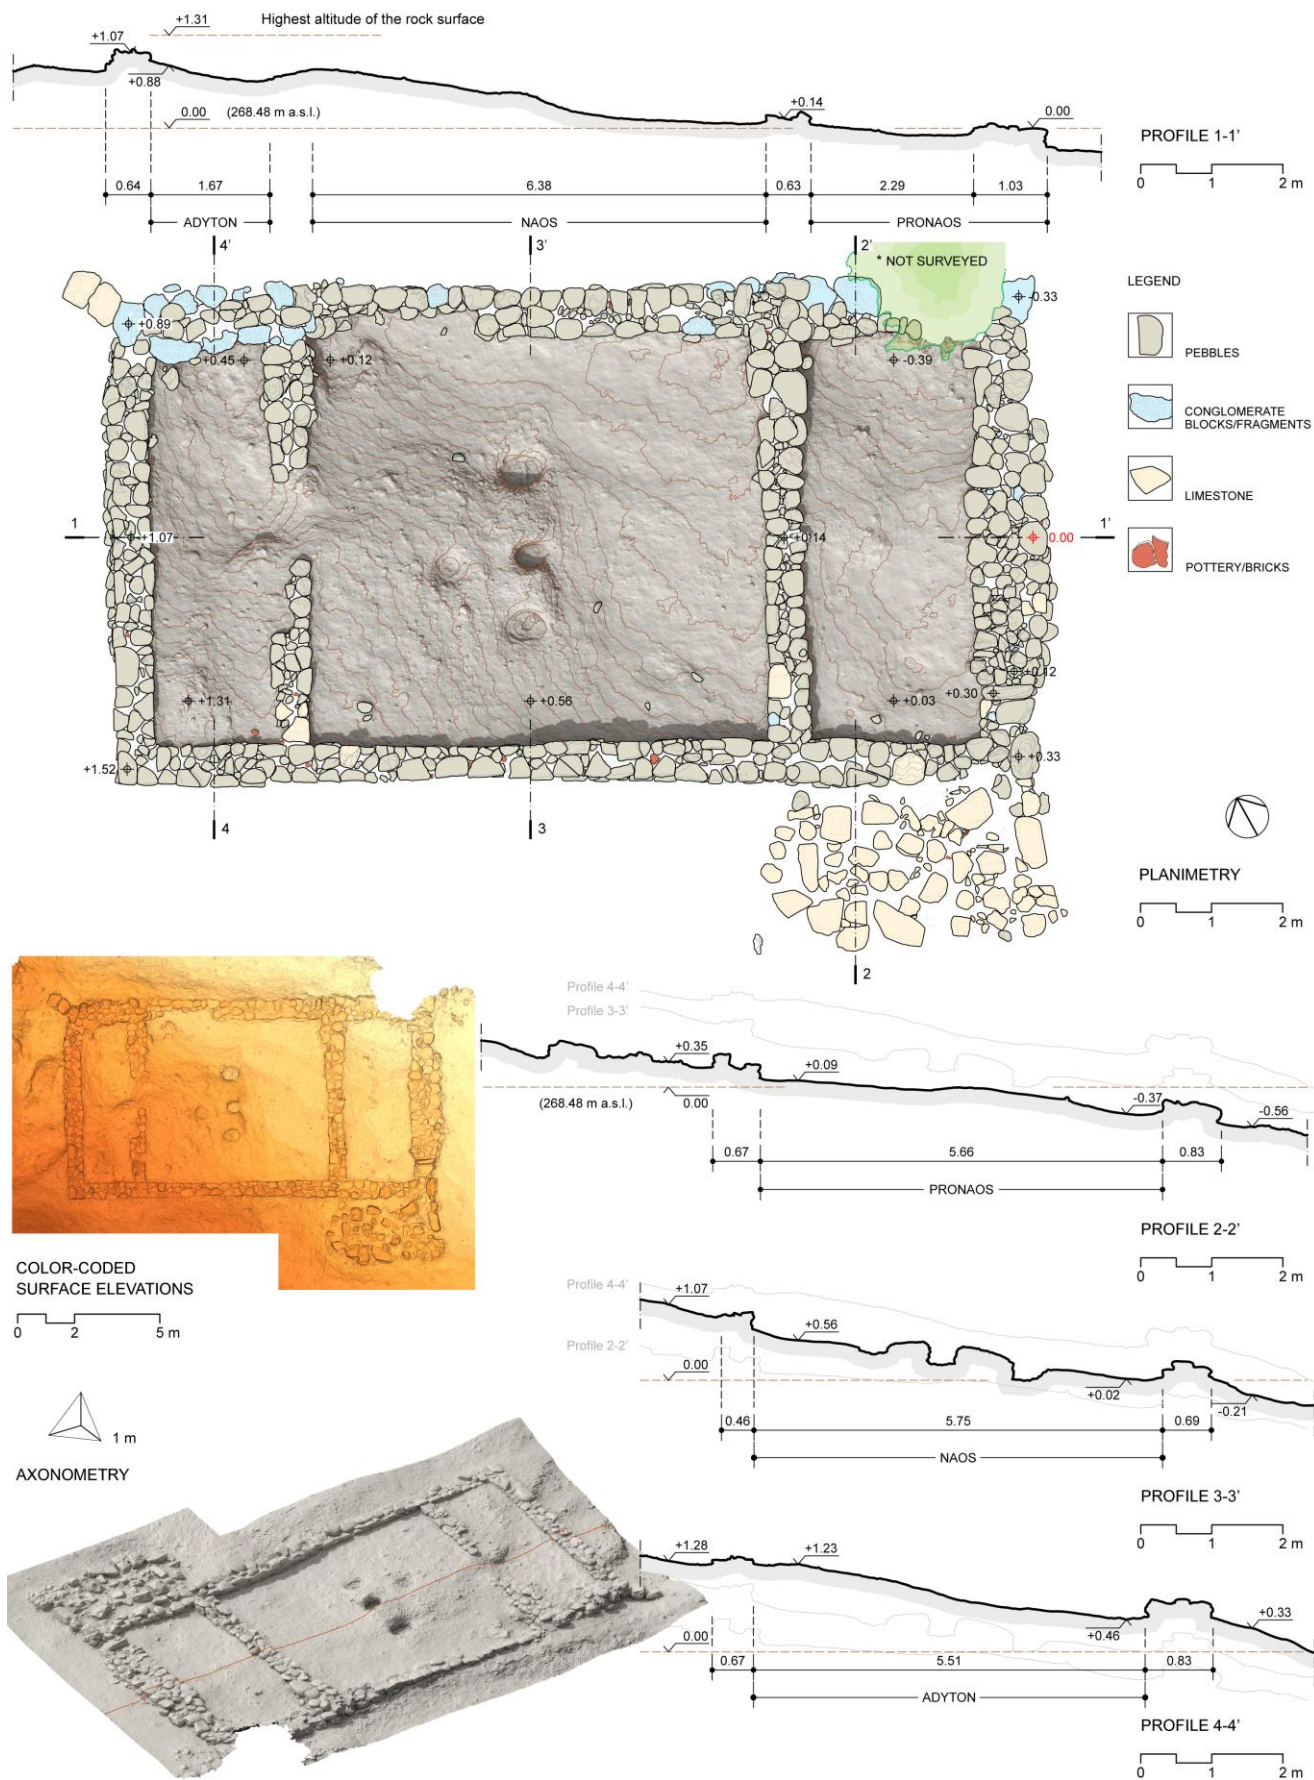 +1.31 Highest altitude of the rock surface
+1.07
+0.88
0.00 (268.48 m a.s.l.)
+0.14
0.00
PROFILE 1-1'
0 1 2 m
0.64 1.67 6.38 0.63 2.29 1.03
ADYTON NAOS PRONAOS
4' 3' 2'
* NOT SURVEYED
LEGEND
PEBBLES
CONGLOMERATE
BLOCKS/FRAGMENTS
LIMESTONE
POTTERY/BRICKS
+0.89
-0.33
+0.45 +0.12 -0.39
1 +1.07 +0.14 0.00 1'
+0.12
+1.31 +0.56 +0.03 +0.30
+1.52 +0.33
4 3
2
PLANIMETRY
0 1 2 m
COLOR-CODED
SURFACE ELEVATIONS
0 2 5 m
1 m
AXONOMETRY
Profile 4-4'
Profile 3-3'
+0.35
+0.09
(268.48 m a.s.l.) 0.00
-0.37
-0.56
0.67 5.66 0.83
PRONAOS
PROFILE 2-2'
0 1 2 m
Profile 4-4'
+1.07
+0.56
Profile 2-2'
0.00
+0.02
-0.21
0.46 5.75 0.69
NAOS
PROFILE 3-3'
0 1 2 m
+1.28 +1.23
+0.33
0.00
+0.46
0.67 5.51 0.83
ADYTON
PROFILE 4-4'
0 1 2 m